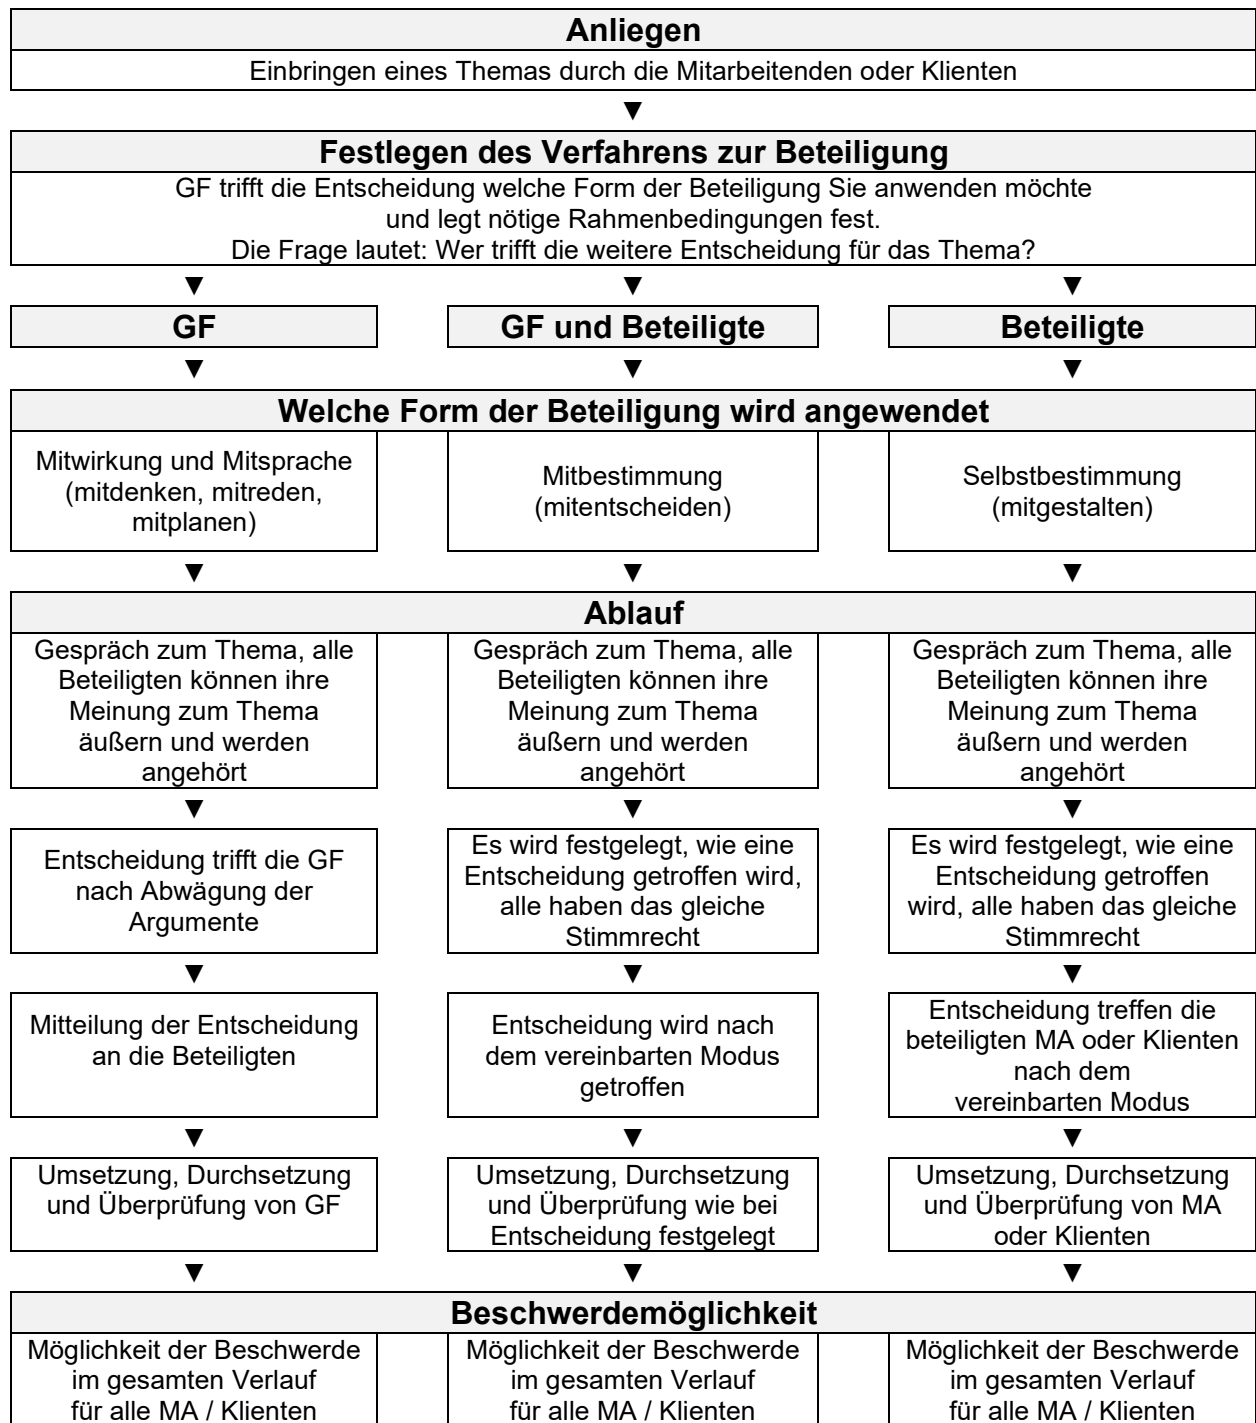 Anliegen
Einbringen eines Themas durch die Mitarbeitenden oder Klienten
▼
Festlegen des Verfahrens zur Beteiligung
GF trifft die Entscheidung welche Form der Beteiligung Sie anwenden möchte
und legt nötige Rahmenbedingungen fest.
Die Frage lautet: Wer trifft die weitere Entscheidung für das Thema?
▼ ▼ ▼
GF
GF und Beteiligte
Beteiligte
▼ ▼ ▼
Welche Form der Beteiligung wird angewendet
Mitwirkung und Mitsprache
(mitdenken, mitreden,
mitplanen)
Mitbestimmung
(mitentscheiden)
Selbstbestimmung
(mitgestalten)
▼ ▼ ▼
Ablauf
Gespräch zum Thema, alle
Beteiligten können ihre
Meinung zum Thema
äußern und werden
angehört
Gespräch zum Thema, alle
Beteiligten können ihre
Meinung zum Thema
äußern und werden
angehört
Gespräch zum Thema, alle
Beteiligten können ihre
Meinung zum Thema
äußern und werden
angehört
▼ ▼ ▼
Entscheidung trifft die GF
nach Abwägung der
Argumente
Es wird festgelegt, wie eine
Entscheidung getroffen wird,
alle haben das gleiche
Stimmrecht
Es wird festgelegt, wie eine
Entscheidung getroffen
wird, alle haben das gleiche
Stimmrecht
▼ ▼ ▼
Mitteilung der Entscheidung
an die Beteiligten
Entscheidung wird nach
dem vereinbarten Modus
getroffen
Entscheidung treffen die
beteiligten MA oder Klienten
nach dem
vereinbarten Modus
▼ ▼ ▼
Umsetzung, Durchsetzung
und Überprüfung von GF
Umsetzung, Durchsetzung
und Überprüfung wie bei
Entscheidung festgelegt
Umsetzung, Durchsetzung
und Überprüfung von MA
oder Klienten
▼ ▼ ▼
Beschwerdemöglichkeit
Möglichkeit der Beschwerde
im gesamten Verlauf
für alle MA / Klienten
Möglichkeit der Beschwerde
im gesamten Verlauf
für alle MA / Klienten
Möglichkeit der Beschwerde
im gesamten Verlauf
für alle MA / Klienten